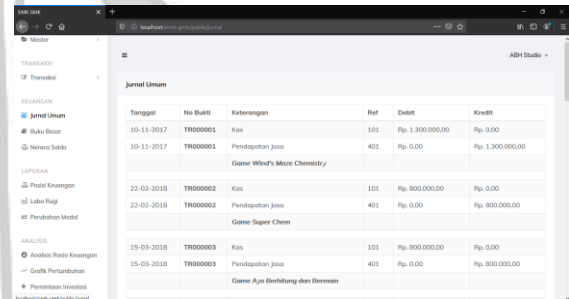 SIMK GMK
localhost/simk-gmk/public/jurnal
Master
ABH Studio
TRANSAKSI
Transaksi
KEUANGAN
Jurnal Umum
Buku Besar
Neraca Saldo
LAPORAN
Posisi Keuangan
Laba Rugi
Perubahan Modal
ANALISIS
Analisis Rasio Keuangan
Grafik Pertumbuhan
Permintaan Investasi
localhost/simk-gmk/public/jurnal
Jurnal Umum
Tanggal No Bukti Keterangan Ref Debit Kredit
10-11-2017 TR000001 Kas 101 Rp. 1.300.000,00 Rp. 0,00
10-11-2017 TR000001 Pendapatan Jasa 401 Rp. 0,00 Rp. 1.300.000,00
Game Wind's Maze Chemistry
22-02-2018 TR000002 Kas 101 Rp. 800.000,00 Rp. 0,00
22-02-2018 TR000002 Pendapatan Jasa 401 Rp. 0,00 Rp. 800.000,00
Game Super Chem
15-03-2018 TR000003 Kas 101 Rp. 800.000,00 Rp. 0,00
15-03-2018 TR000003 Pendapatan Jasa 401 Rp. 0,00 Rp. 800.000,00
Game Ayo Berhitung dan Bermain